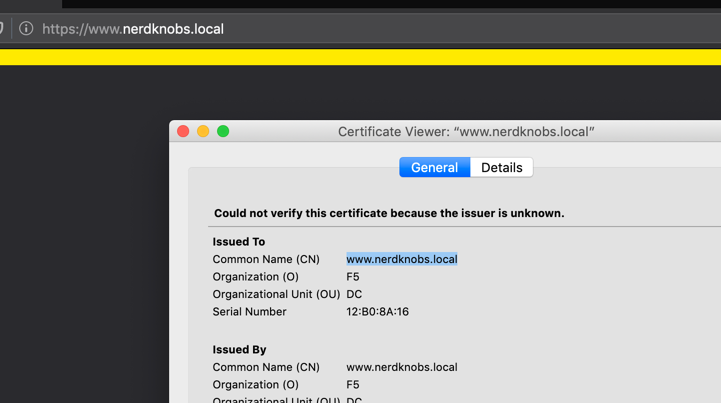 https://www.nerdknobs.local
Certificate Viewer: “www.nerdknobs.local”
General Details
Could not verify this certificate because the issuer is unknown.
Issued To
Common Name (CN) www.nerdknobs.local
Organization (O) F5
Organizational Unit (OU) DC
Serial Number 12:B0:8A:16
Issued By
Common Name (CN) www.nerdknobs.local
Organization (O) F5
Organizational Unit (OU) DC